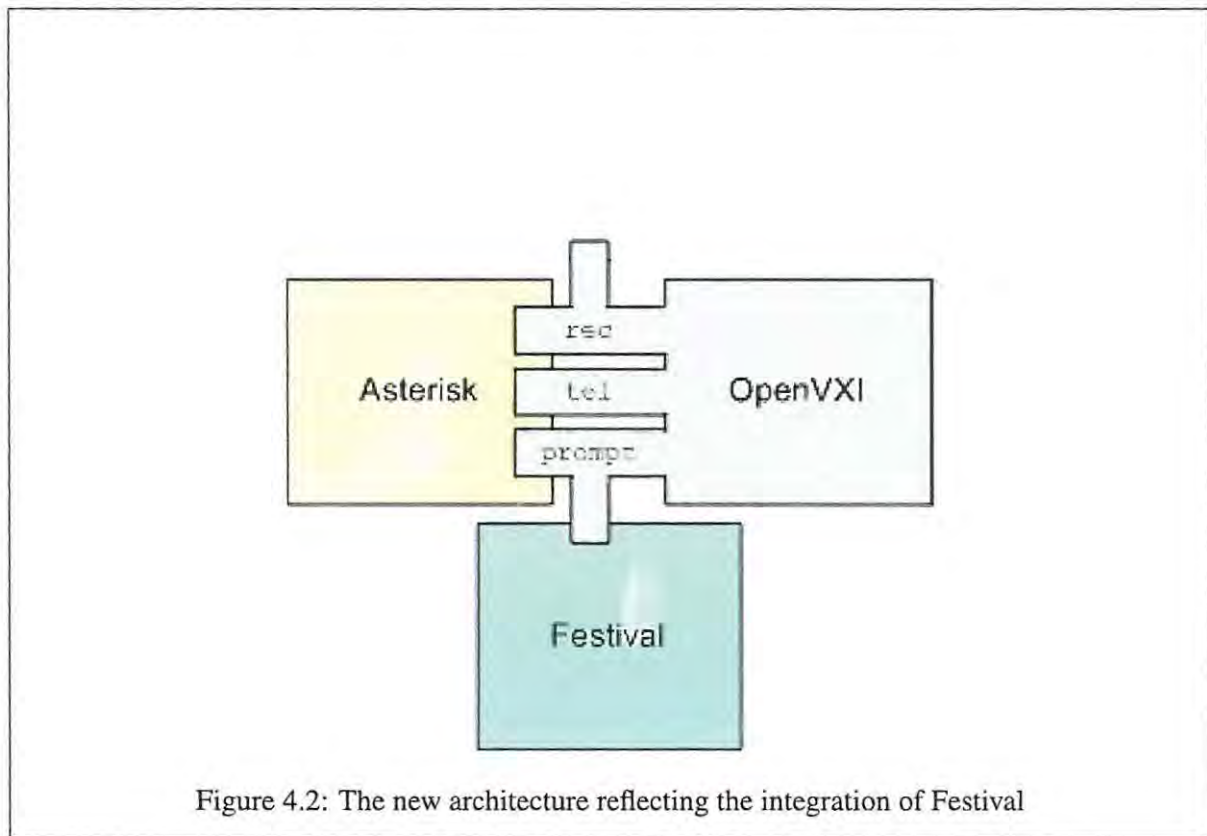 rec
Asterisk tel OpenVXI
prompt
Festival
Figure 4.2: The new architecture reflecting the integration of Festival